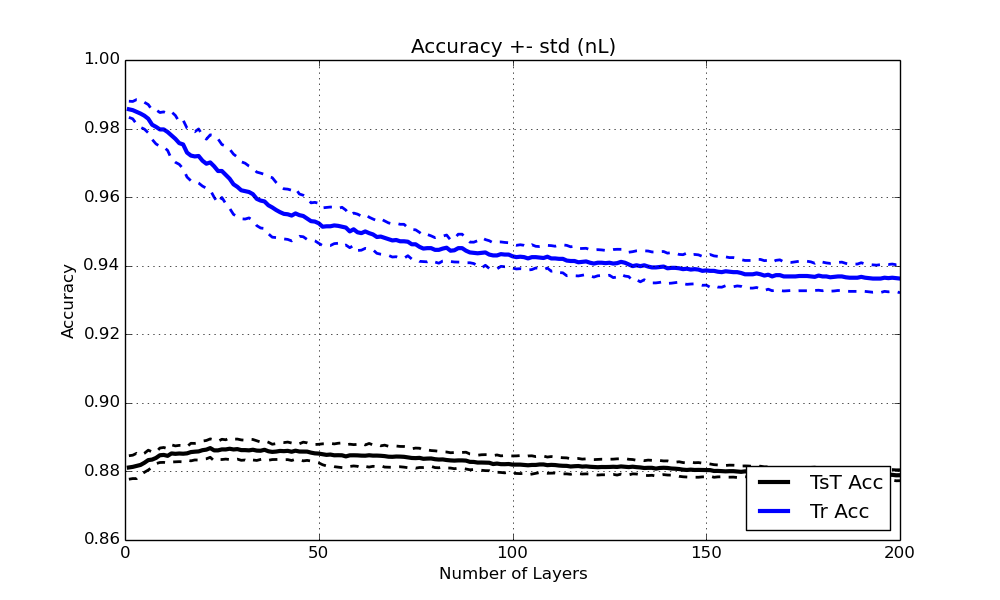 Accuracy +- std (nL)
1.00
0.98
0.96
0.94
0.92
0.90
0.88
0.86
Accuracy
0 50 100 150 200
Number of Layers
TsT Acc
Tr Acc